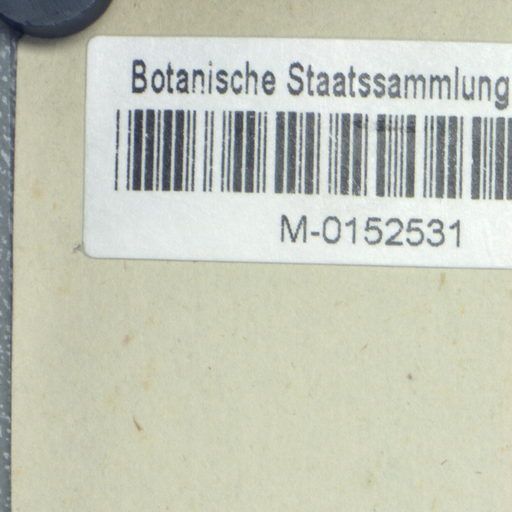 Botanische Staatssammlung
M-0152531